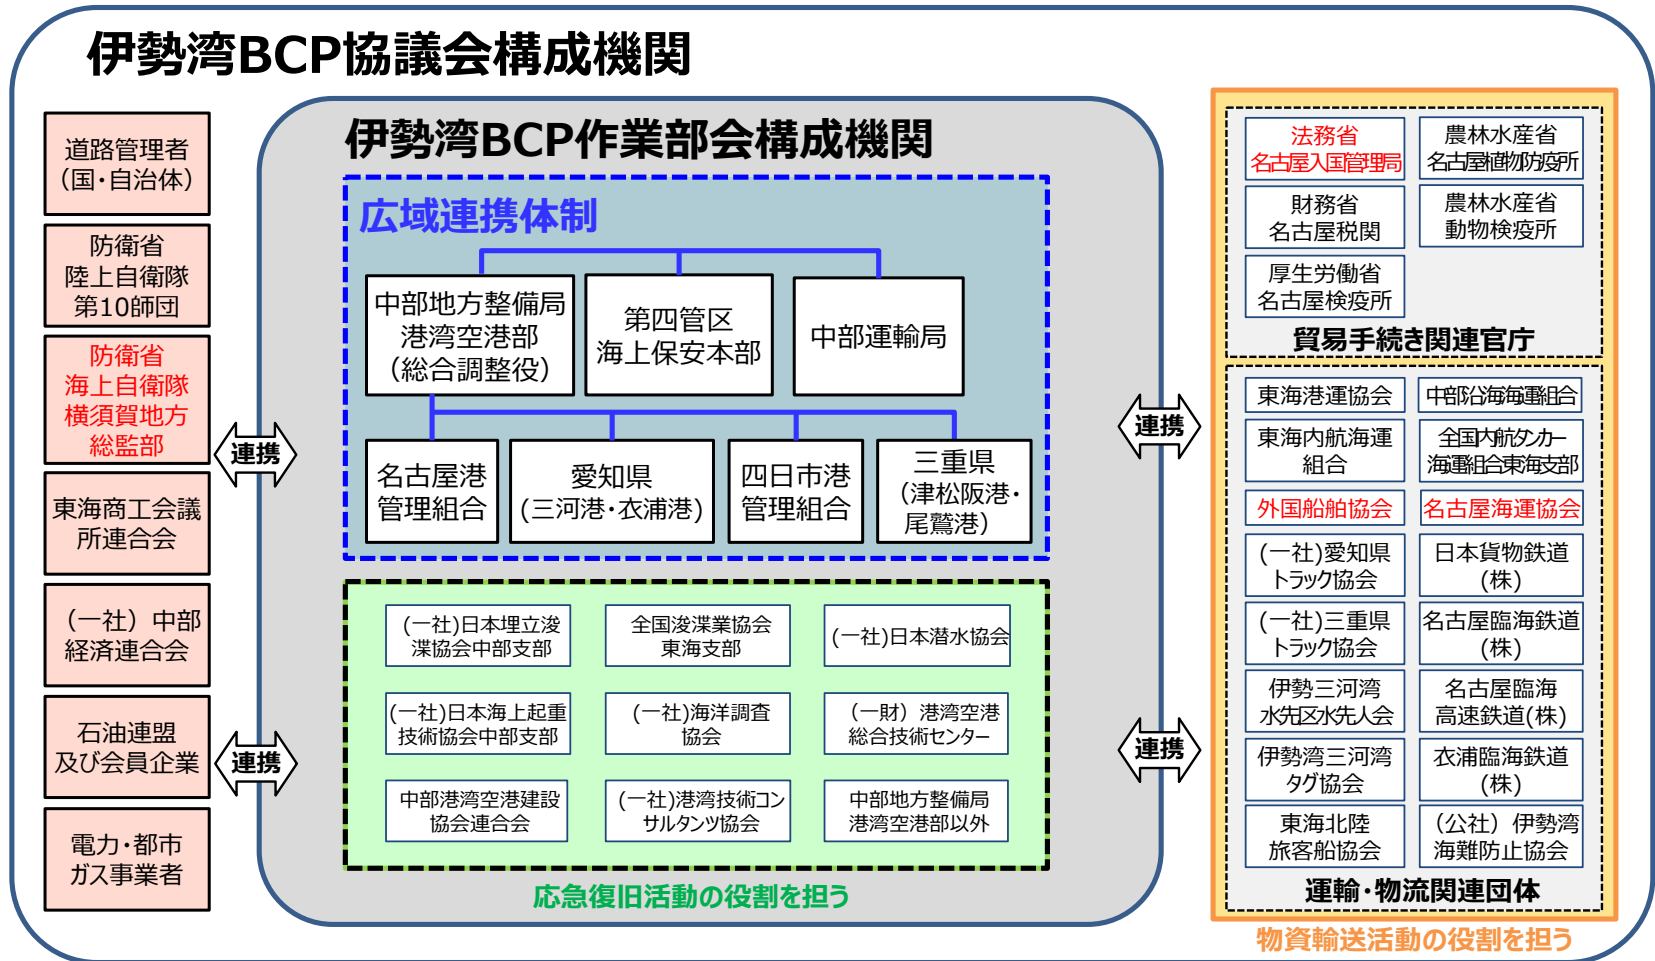 伊勢湾BCP協議会構成機関
道路管理者
（国・自治体）
防衛省
陸上自衛隊
第10師団
防衛省
海上自衛隊
横須賀地方
総監部
東海商工会議
所連合会
（一社）中部
経済連合会
石油連盟
及び会員企業
電力・都市
ガス事業者
連携
連携
伊勢湾BCP作業部会構成機関
広域連携体制
中部地方整備局
港湾空港部
（総合調整役）
第四管区
海上保安本部
中部運輸局
名古屋港
管理組合
愛知県
(三河港・衣浦港)
四日市港
管理組合
三重県
（津松阪港・
尾鷲港）
(一社)日本埋立浚
渫協会中部支部
全国浚渫業協会
東海支部
(一社)日本潜水協会
(一社)日本海上起重
技術協会中部支部
(一社)海洋調査
協会
（一財）港湾空港
総合技術センター
中部港湾空港建設
協会連合会
(一社)港湾技術コン
サルタンツ協会
中部地方整備局
港湾空港部以外
応急復旧活動の役割を担う
連携
連携
法務省
名古屋入国管理局
農林水産省
名古屋植物防疫所
財務省
名古屋税関
農林水産省
動物検疫所
厚生労働省
名古屋検疫所
貿易手続き関連官庁
東海港運協会
中部沿海海運組合
東海内航海運
組合
全国内航タンカー
海運組合東海支部
外国船舶協会
名古屋海運協会
(一社)愛知県
トラック協会
日本貨物鉄道
(株)
(一社)三重県
トラック協会
名古屋臨海鉄道
(株)
伊勢三河湾
水先区水先人会
名古屋臨海
高速鉄道(株)
伊勢湾三河湾
タグ協会
衣浦臨海鉄道
(株)
東海北陸
旅客船協会
（公社）伊勢湾
海難防止協会
運輸・物流関連団体
物資輸送活動の役割を担う